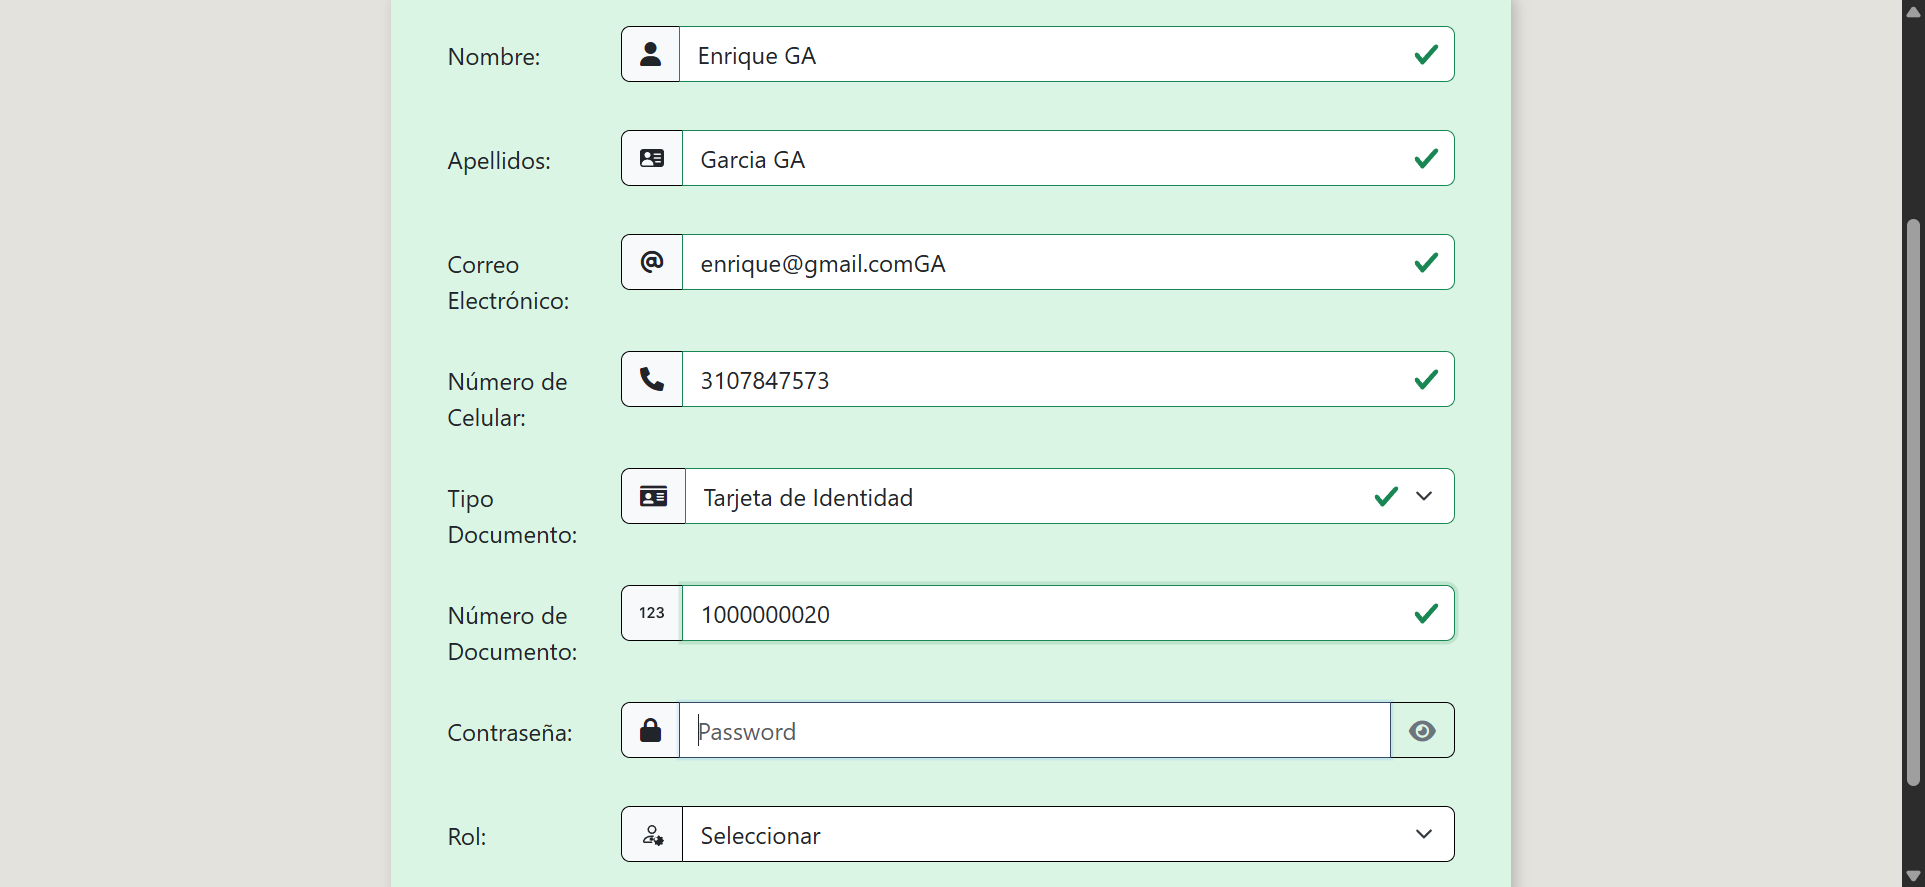 Nombre: Enrique GA
Apellidos: Garcia GA
Correo Electrónico: enrique@gmail.comGA
Número de Celular: 3107847573
Tipo Documento: Tarjeta de Identidad
Número de Documento: 123 1000000020
Contraseña: Password
Rol: Seleccionar